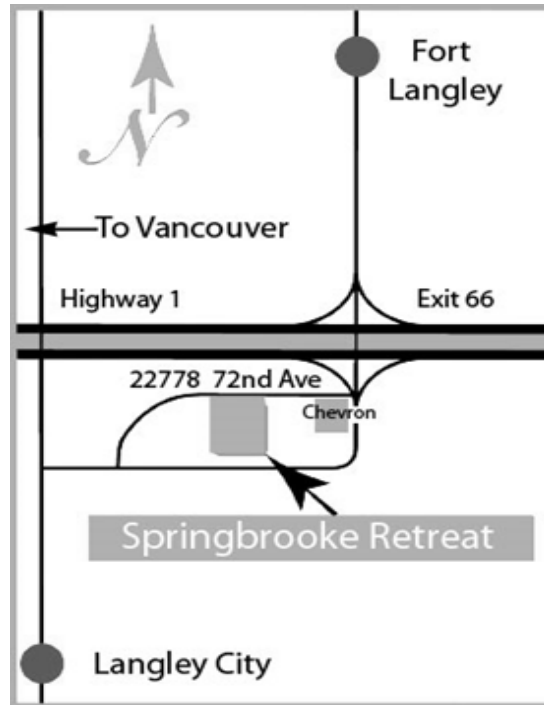 Fort
Langley
N
To Vancouver
Highway 1
Exit 66
22778 72nd Ave
Chevron
Springbrooke Retreat
Langley City